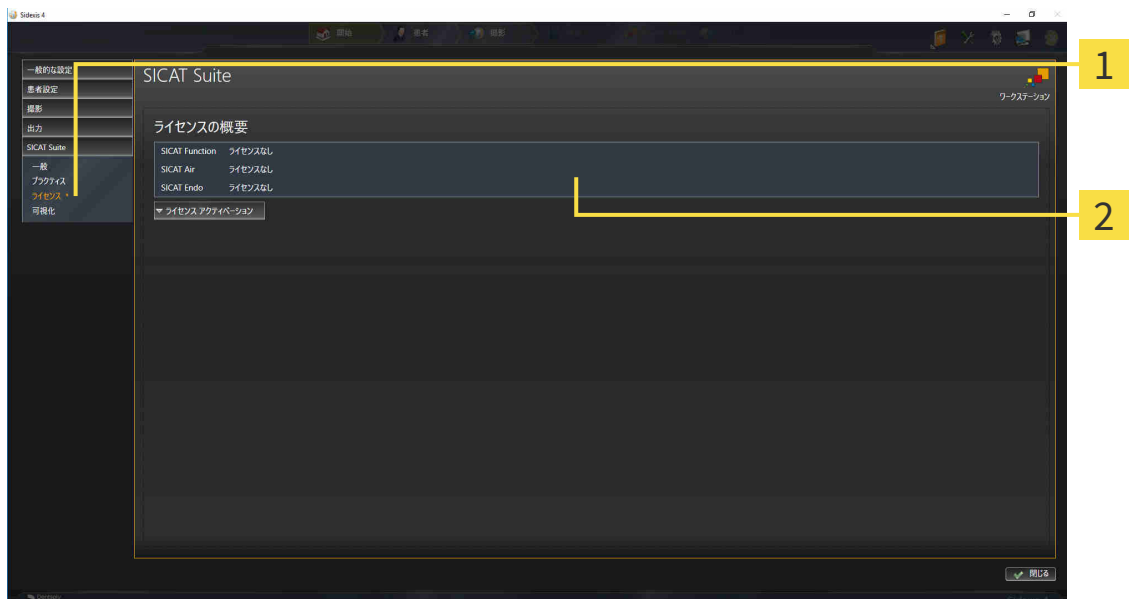 Sidexis 4
開始
患者
撮影
一般的な設定
患者設定
撮影
出力
SICAT Suite
一般
プラクティス
ライセンス
可視化
SICAT Suite
ワークステーション
ライセンスの概要
SICAT Function ライセンスなし
SICAT Air ライセンスなし
SICAT Endo ライセンスなし
ライセンス アクティベーション
閉じる
1
2